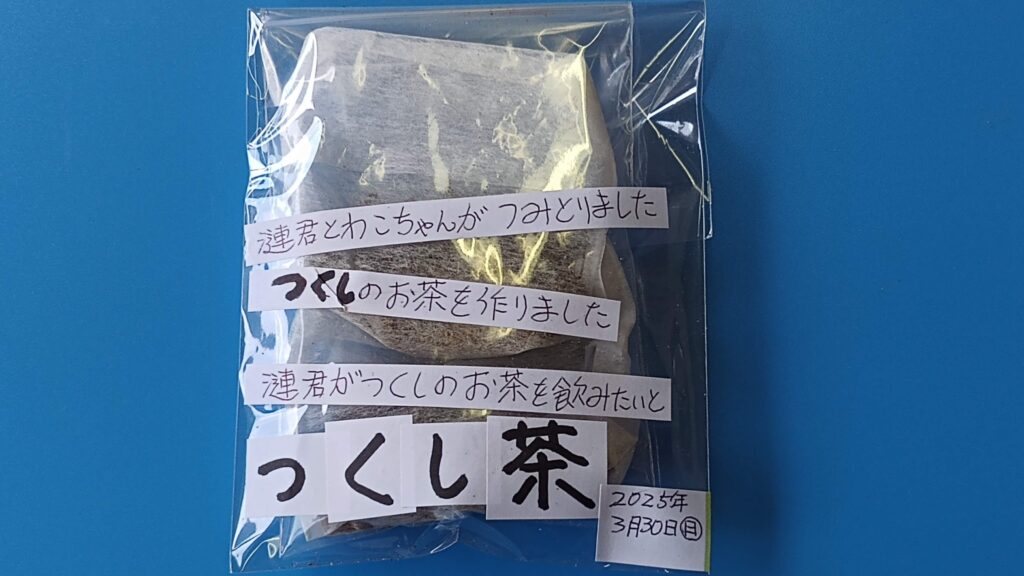 漣君とわこちゃんが つみとりました
つくしのお茶を作りました
漣君がつくしのお茶を飲みたいと
つくし茶
2025年
3月30日㊐